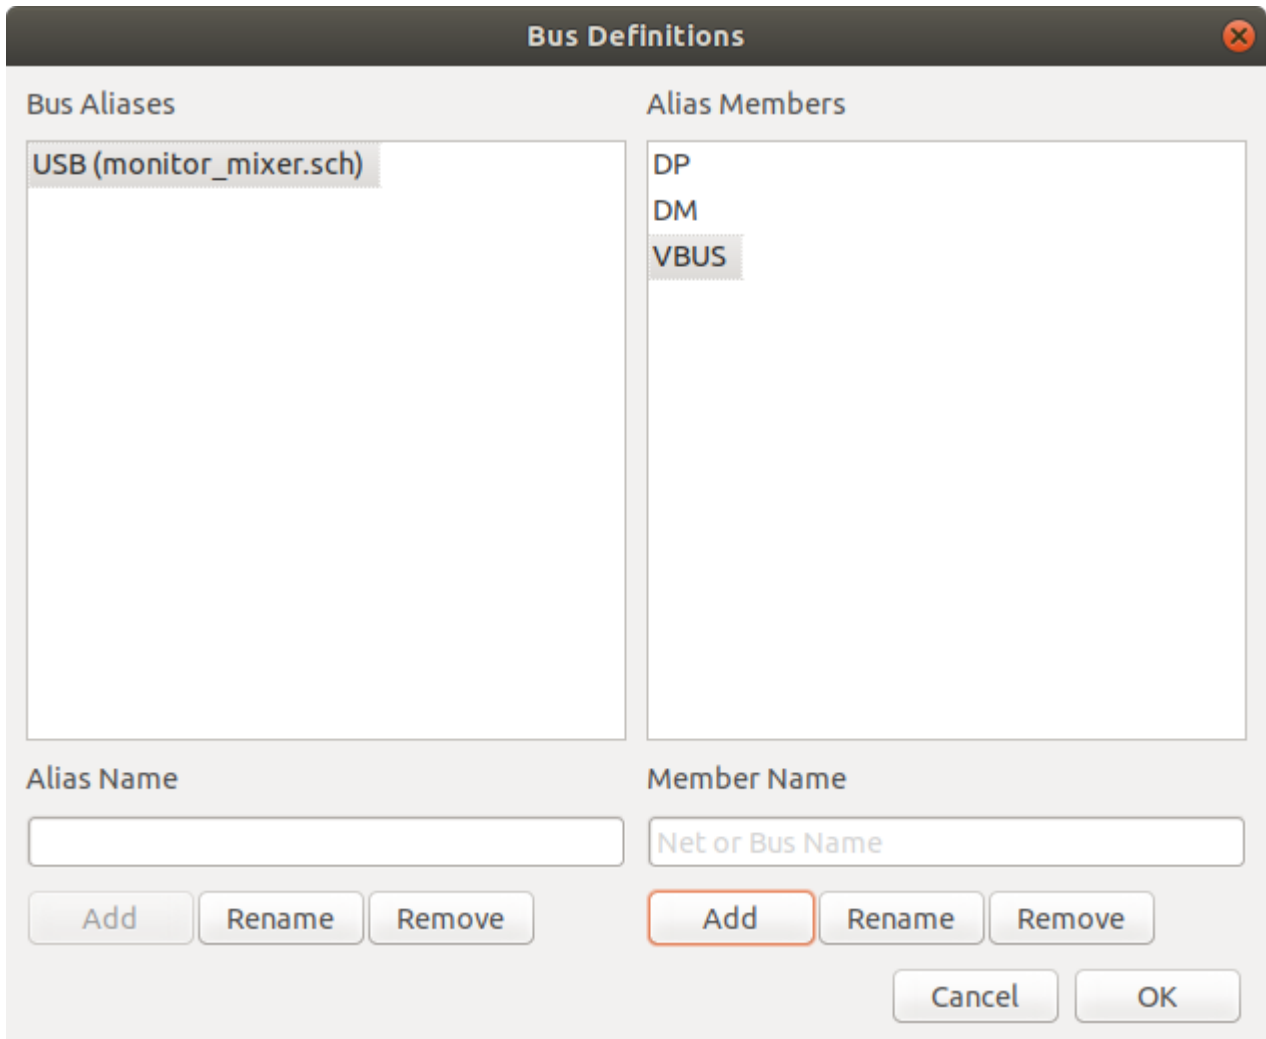 Bus Definitions
Bus Aliases
Alias Members
USB (monitor_mixer.sch)
DP
DM
VBUS
Alias Name
Member Name
Net or Bus Name
Add
Rename
Remove
Add
Rename
Remove
Cancel
OK